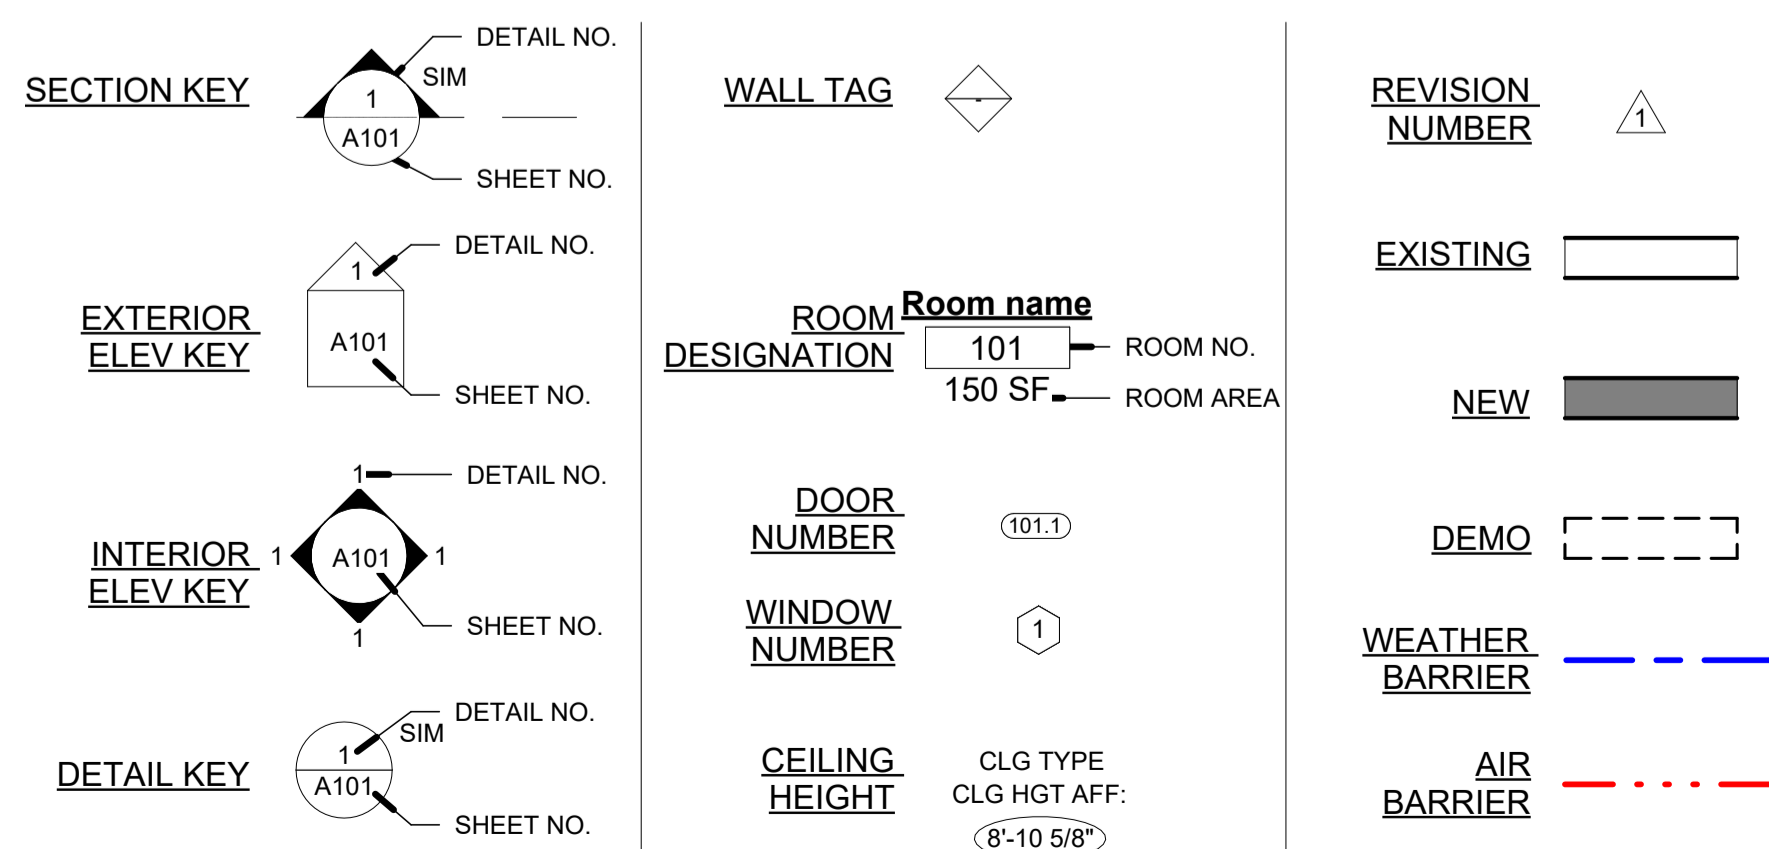 SECTION KEY
DETAIL NO.
SIM
1
A101
SHEET NO.
EXTERIOR
ELEV KEY
DETAIL NO.
1
A101
SHEET NO.
INTERIOR
ELEV KEY
1
DETAIL NO.
1
A101
1
1
SHEET NO.
DETAIL KEY
DETAIL NO.
SIM
1
A101
SHEET NO.
WALL TAG
-
ROOM
DESIGNATION
Room name
101
ROOM NO.
150 SF
ROOM AREA
DOOR
NUMBER
101.1
WINDOW
NUMBER
1
CEILING
HEIGHT
CLG TYPE
CLG HGT AFF:
8'-10 5/8"
REVISION
NUMBER
1
EXISTING
NEW
DEMO
WEATHER
BARRIER
AIR
BARRIER